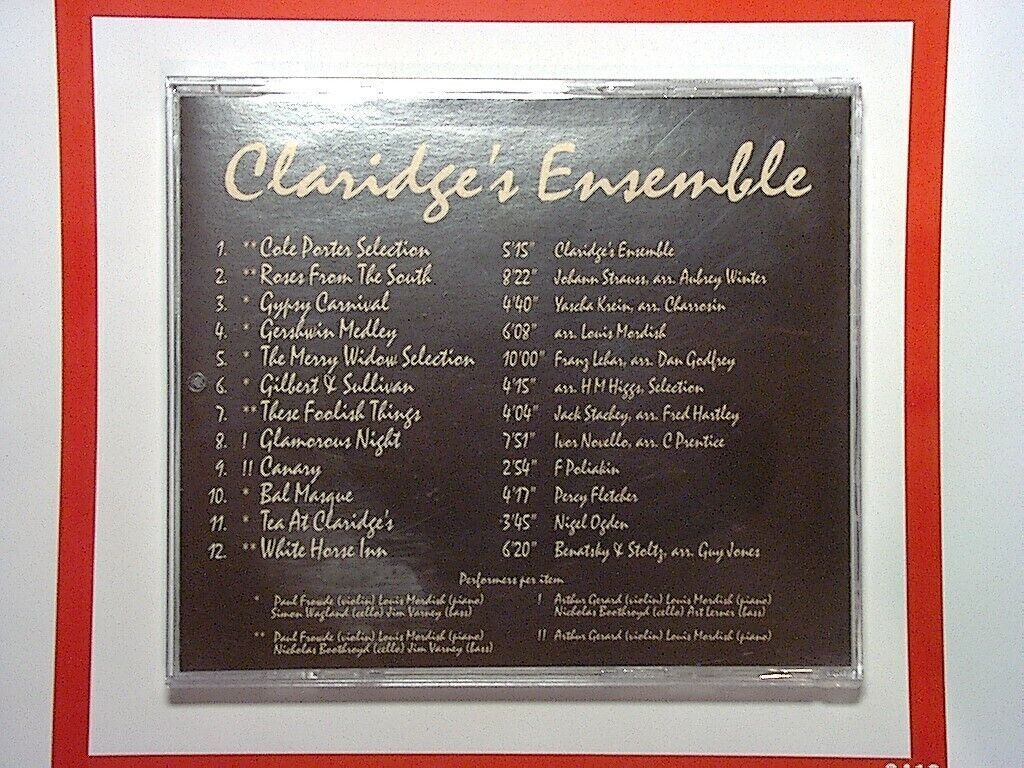 Claridge's Ensemble
1. ** Cole Porter Selection 5'15" Claridge's Ensemble
2. ** Roses From The South 8'22" Johann Strauss, arr. Aubrey Winter
3. * Gypsy Carnival 4'40" Yascha Krein, arr. Charrosin
4. * Gershwin Medley 6'08" arr. Louis Mordish
5. * The Merry Widow Selection 10'00" Franz Lehar, arr. Dan Godfrey
6. * Gilbert & Sullivan 4'15" arr. H M Higgs, Selection
7. ** These Foolish Things 4'04" Jack Stachey, arr. Fred Hartley
8. ! Glamorous Night 7'51" Ivor Novello, arr. C Prentice
9. !! Canary 2'54" F Poliakin
10. * Bal Masque 4'17" Percy Fletcher
11. * Tea At Claridge's 3'45" Nigel Ogden
12. ** White Horse Inn 6'20" Benatsky & Stoltz, arr. Guy Jones
Performers per item
* Paul Frowde (violin) Louis Mordish (piano)
Simon Wagland (cello) Jim Varney (bass)
! Arthur Gerard (violin) Louis Mordish (piano)
Nicholas Boothroyd (cello) Art Lerner (bass)
** Paul Frowde (violin) Louis Mordish (piano)
Nicholas Boothroyd (cello) Jim Varney (bass)
!! Arthur Gerard (violin) Louis Mordish (piano)